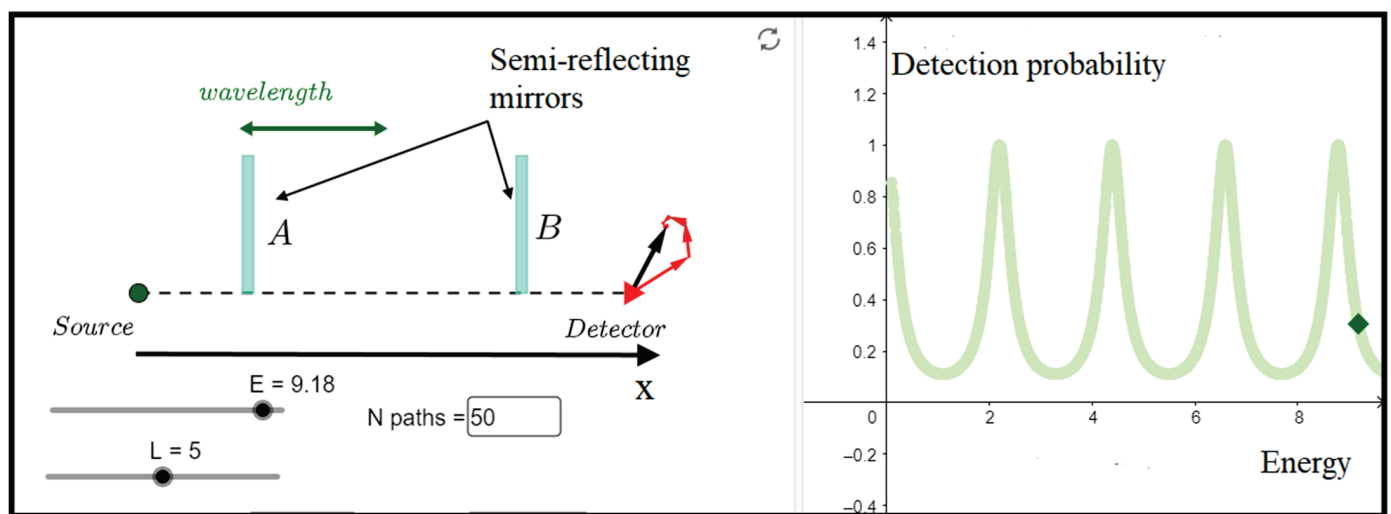 Semi-reflecting
mirrors
wavelength
A
B
Source
Detector
x
E = 9.18
N paths = 50
L = 5
Detection probability
1.4
1.2
1
0.8
0.6
0.4
0.2
0
2
4
6
8
−0.2
−0.4
Energy